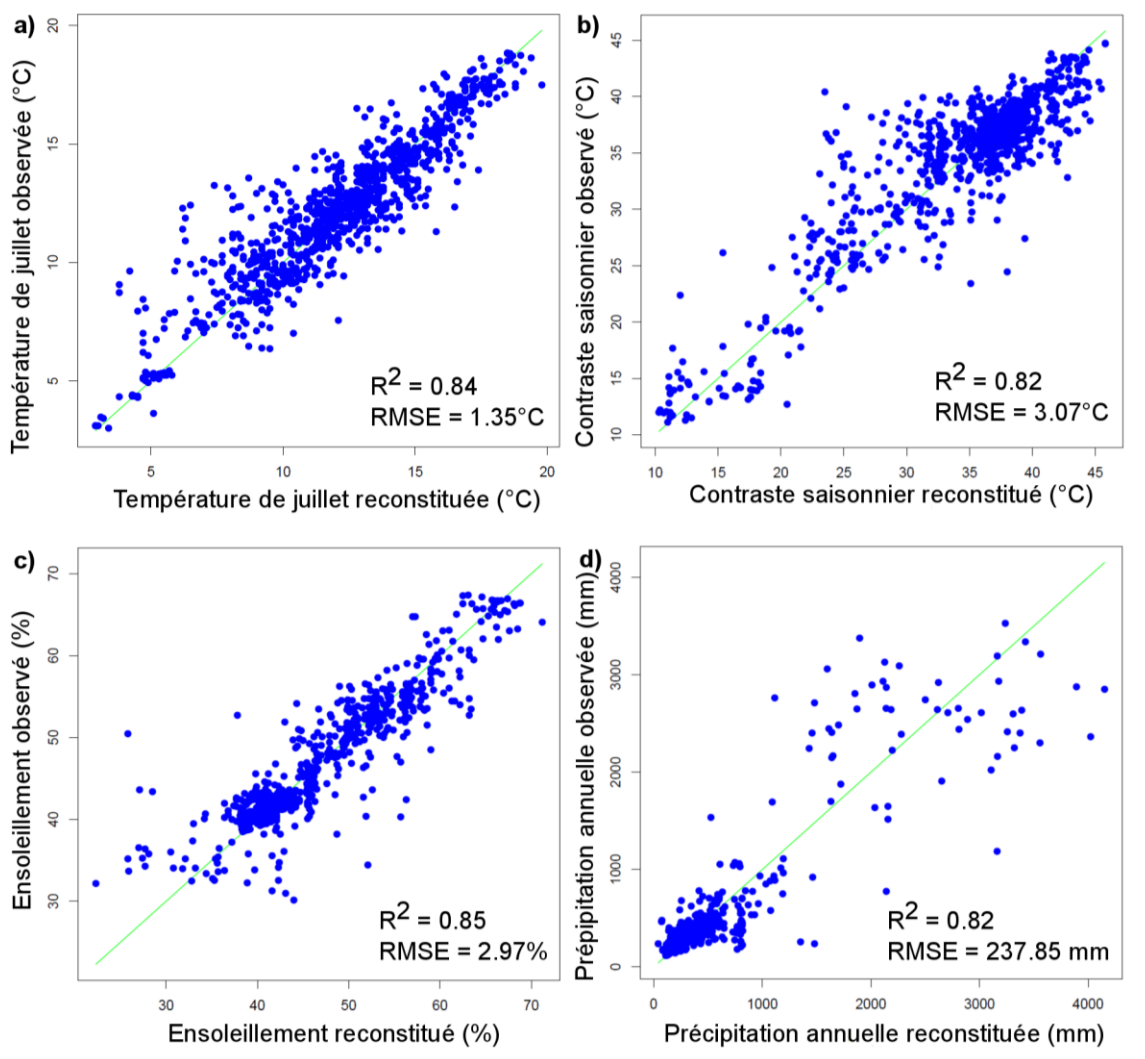 a)
Température de juillet observée (°C)
20
15
10
5
R2 = 0.84
RMSE = 1.35°C
5 10 15 20
Température de juillet reconstituée (°C)
b)
Contraste saisonnier observé (°C)
45
40
35
30
25
20
15
10
R2 = 0.82
RMSE = 3.07°C
10 15 20 25 30 35 40 45
Contraste saisonnier reconstitué (°C)
c)
Ensoleillement observé (%)
70
60
50
40
30
R2 = 0.85
RMSE = 2.97%
30 40 50 60 70
Ensoleillement reconstitué (%)
d)
Prépipitation annuelle observée (mm)
4000
3000
2000
1000
0
R2 = 0.82
RMSE = 237.85 mm
0 1000 2000 3000 4000
Précipitation annuelle reconstituée (mm)